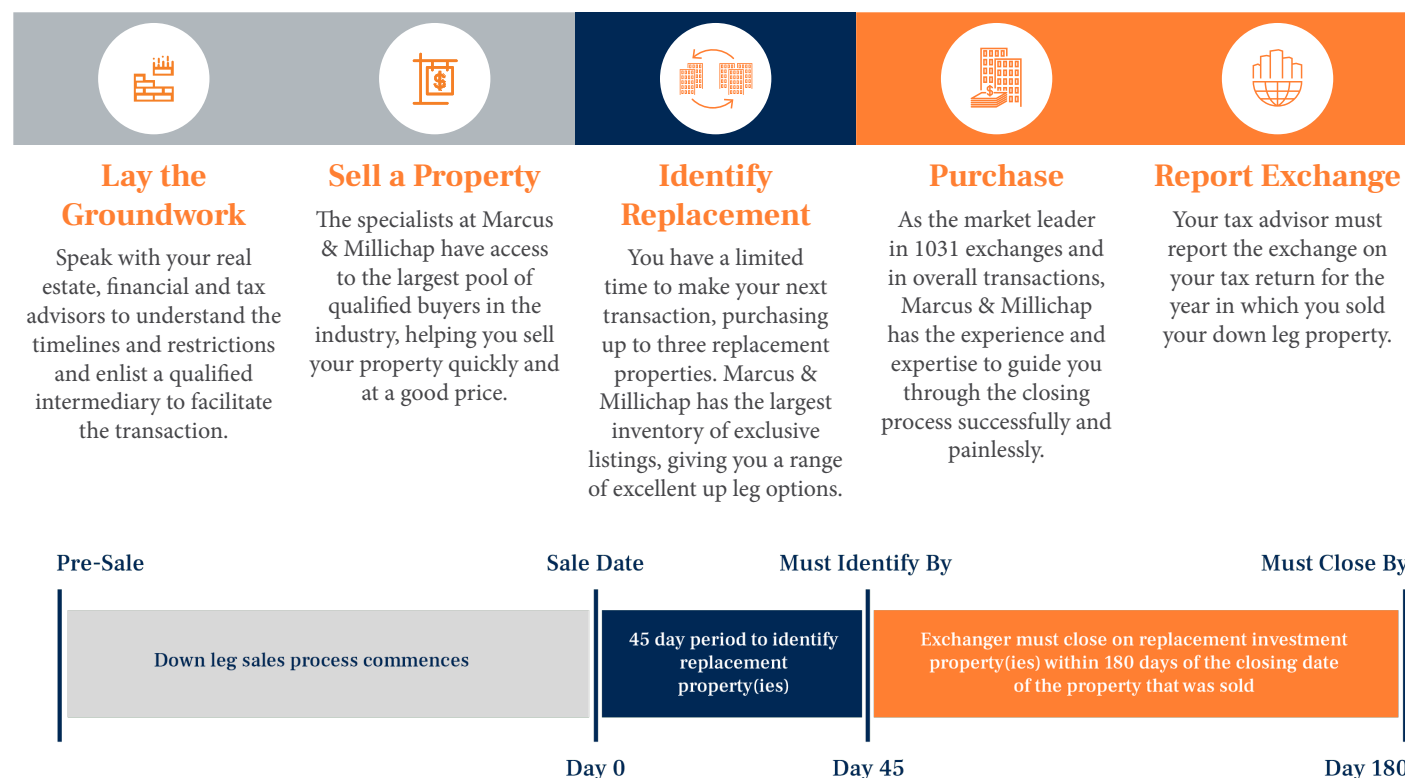 Lay the
Groundwork
Speak with your real
estate, financial and tax
advisors to understand the
timelines and restrictions
and enlist a qualified
intermediary to facilitate
the transaction.
Sell a Property
The specialists at Marcus
& Millichap have access
to the largest pool of
qualified buyers in the
industry, helping you sell
your property quickly and
at a good price.
Identify
Replacement
You have a limited
time to make your next
transaction, purchasing
up to three replacement
properties. Marcus &
Millichap has the largest
inventory of exclusive
listings, giving you a range
of excellent up leg options.
Purchase
As the market leader
in 1031 exchanges and
in overall transactions,
Marcus & Millichap
has the experience and
expertise to guide you
through the closing
process successfully and
painlessly.
Report Exchange
Your tax advisor must
report the exchange on
your tax return for the
year in which you sold
your down leg property.
Pre-Sale
Sale Date
Must Identify By
Must Close By
Down leg sales process commences
45 day period to identify
replacement
property(ies)
Exchanger must close on replacement investment
property(ies) within 180 days of the closing date
of the property that was sold
Day 0
Day 45
Day 180